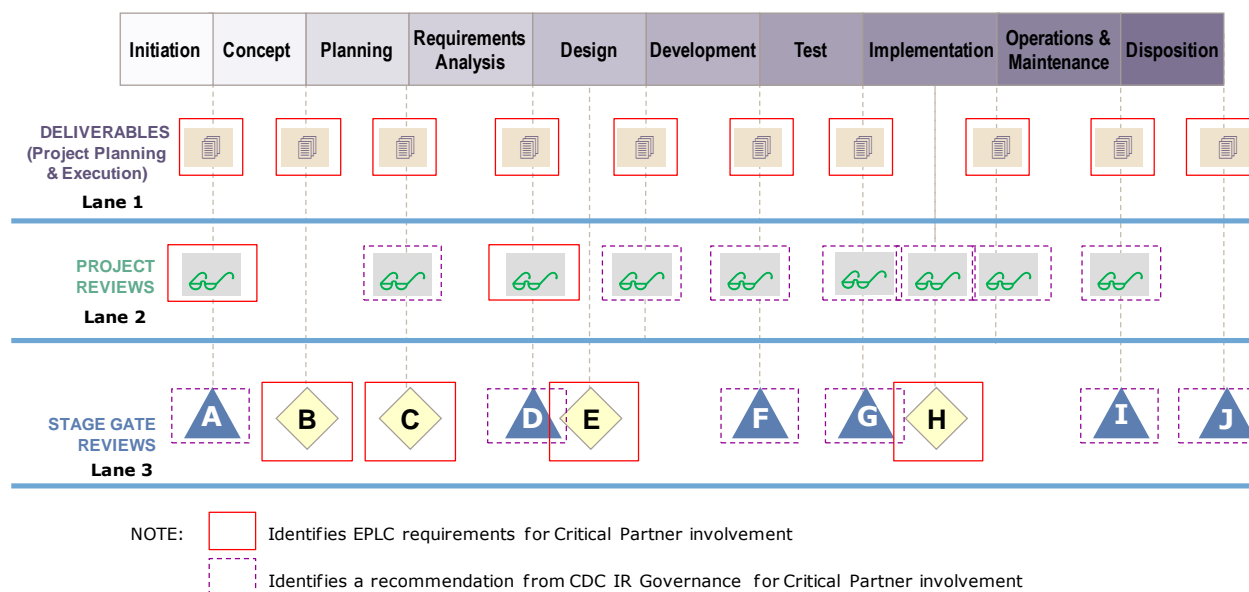 Initiation
Concept
Planning
Requirements
Analysis
Design
Development
Test
Implementation
Operations &
Maintenance
Disposition
DELIVERABLES
(Project Planning
& Execution)
Lane 1
PROJECT
REVIEWS
Lane 2
A
B
C
D
E
F
G
H
I
J
STAGE GATE
REVIEWS
Lane 3
NOTE:
Identifies EPLC requirements for Critical Partner involvement
Identifies a recommendation from CDC IR Governance for Critical Partner involvement